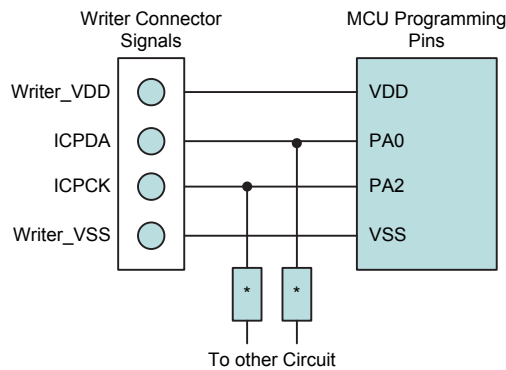 Writer Connector
Signals
MCU Programming
Pins
Writer_VDD
VDD
ICPDA
PA0
ICPCK
PA2
Writer_VSS
VSS
* *
To other Circuit